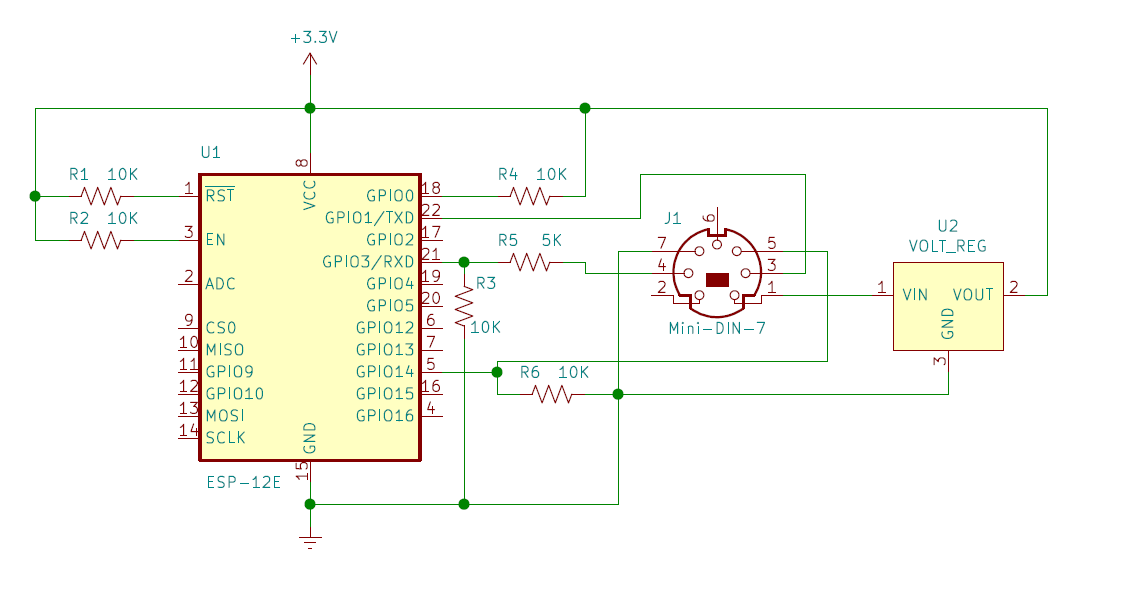 +3.3V
U1
R1 10K
R2 10K
1
3
2
9
10
11
12
13
14
RST
EN
ADC
CS0
MISO
GPIO9
GPIO10
MOSI
SCLK
8
VCC
GPIO0
GPIO1/TXD
GPIO2
GPIO3/RXD
GPIO4
GPIO5
GPIO12
GPIO13
GPIO14
GPIO15
GPIO16
18
22
17
21
19
20
6
7
5
16
4
GND
15
ESP-12E
R4 10K
R5 5K
R3
10K
R6 10K
J1
6
7
4
2
5
3
1
Mini-DIN-7
U2
VOLT_REG
1
VIN
VOUT
2
GND
3